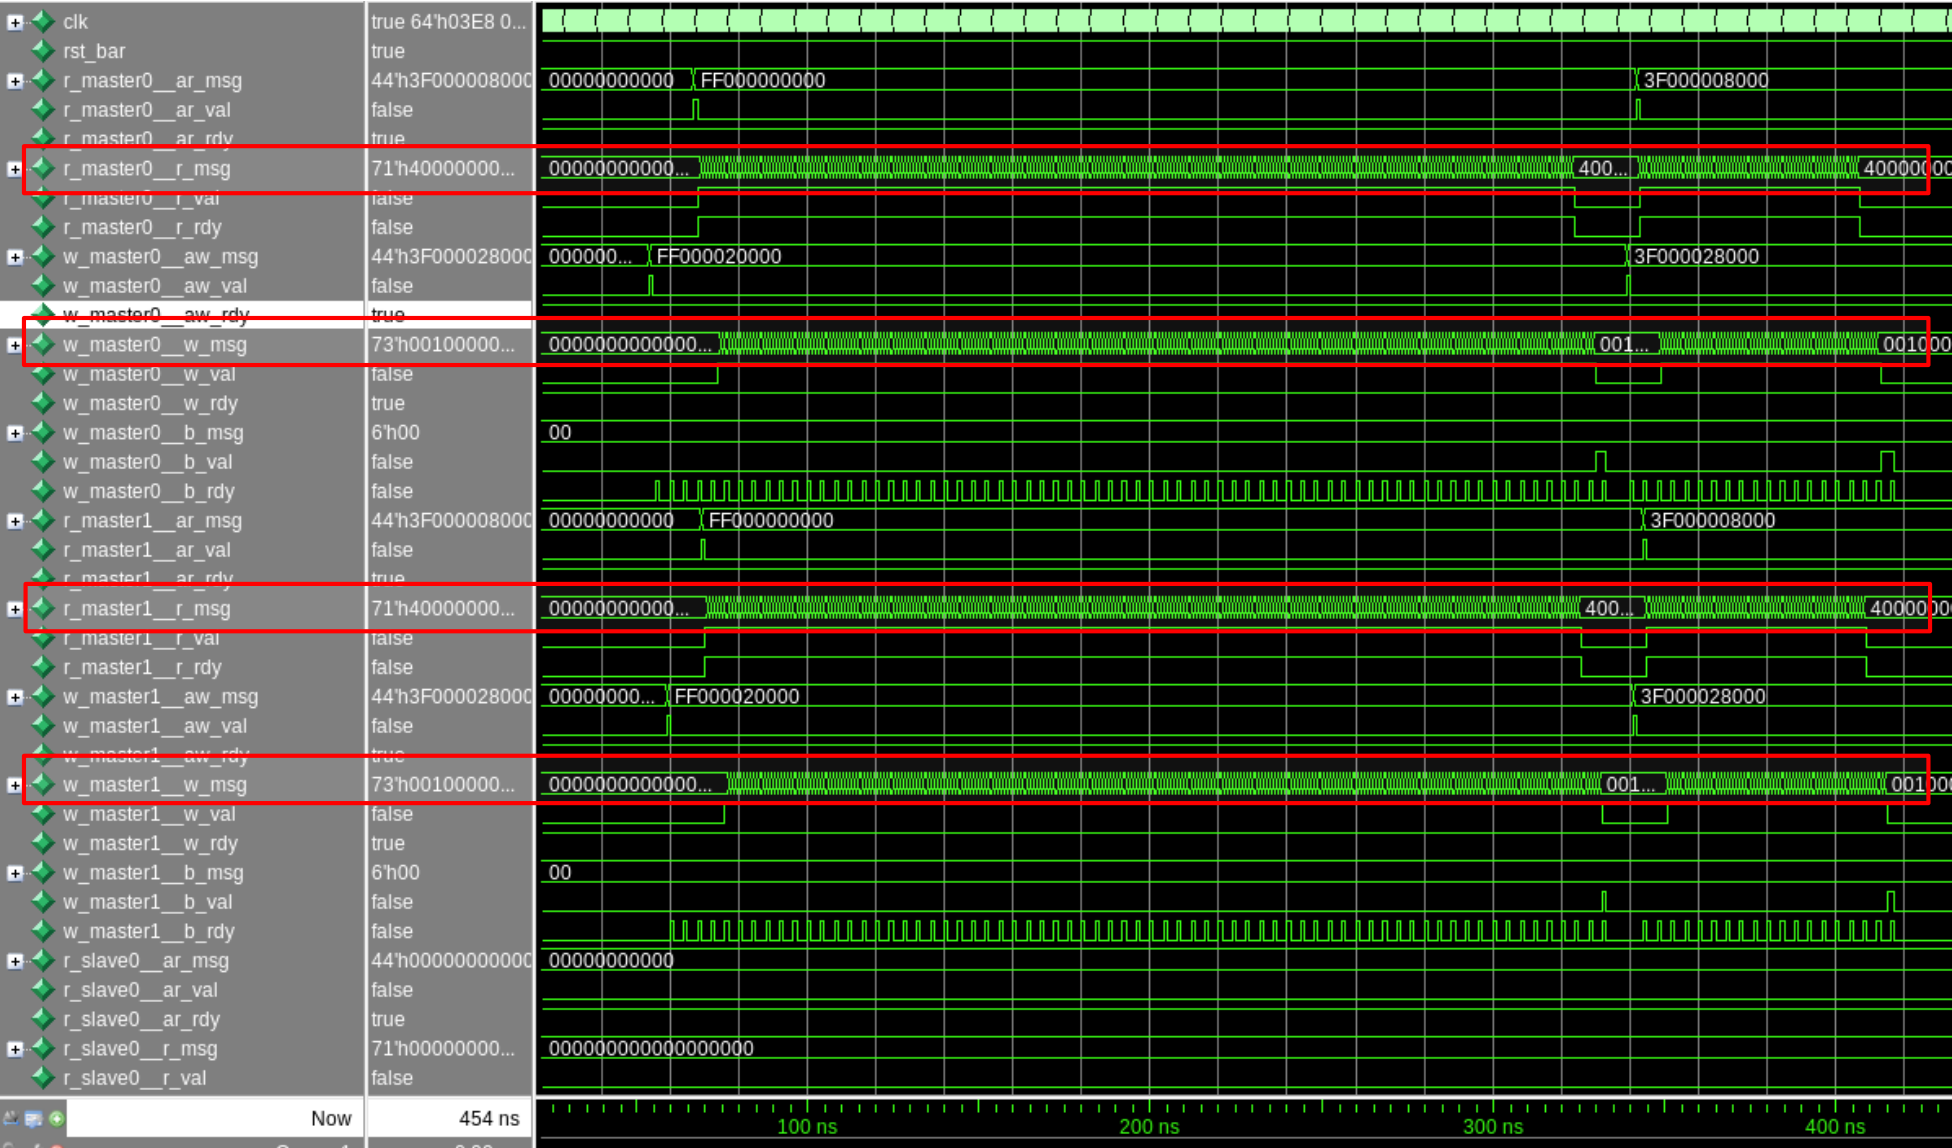 clk true 64'h03E8 0...
rst_bar true
r_master0__ar_msg 44'h3F000008000 00000000000 FF000000000 3F000008000
r_master0__ar_val false
r_master0__ar_rdy true
r_master0__r_msg 71'h40000000... 00000000000... 400... 40000000
r_master0__r_val false
r_master0__r_rdy false
w_master0__aw_msg 44'h3F000028000 000000... FF000020000 3F000028000
w_master0__aw_val false
w_master0__aw_rdy true
w_master0__w_msg 73'h00100000... 0000000000000... 001... 001000
w_master0__w_val false
w_master0__w_rdy true
w_master0__b_msg 6'h00 00
w_master0__b_val false
w_master0__b_rdy false
r_master1__ar_msg 44'h3F000008000 00000000000 FF000000000 3F000008000
r_master1__ar_val false
r_master1__ar_rdy true
r_master1__r_msg 71'h40000000... 00000000000... 400... 4000000
r_master1__r_val false
r_master1__r_rdy false
w_master1__aw_msg 44'h3F000028000 00000000... FF000020000 3F000028000
w_master1__aw_val false
w_master1__aw_rdy true
w_master1__w_msg 73'h00100000... 0000000000000... 001... 001000
w_master1__w_val false
w_master1__w_rdy true
w_master1__b_msg 6'h00 00
w_master1__b_val false
w_master1__b_rdy false
r_slave0__ar_msg 44'h00000000000 00000000000
r_slave0__ar_val false
r_slave0__ar_rdy true
r_slave0__r_msg 71'h00000000... 000000000000000000
r_slave0__r_val false
Now 454 ns
100 ns 200 ns 300 ns 400 ns